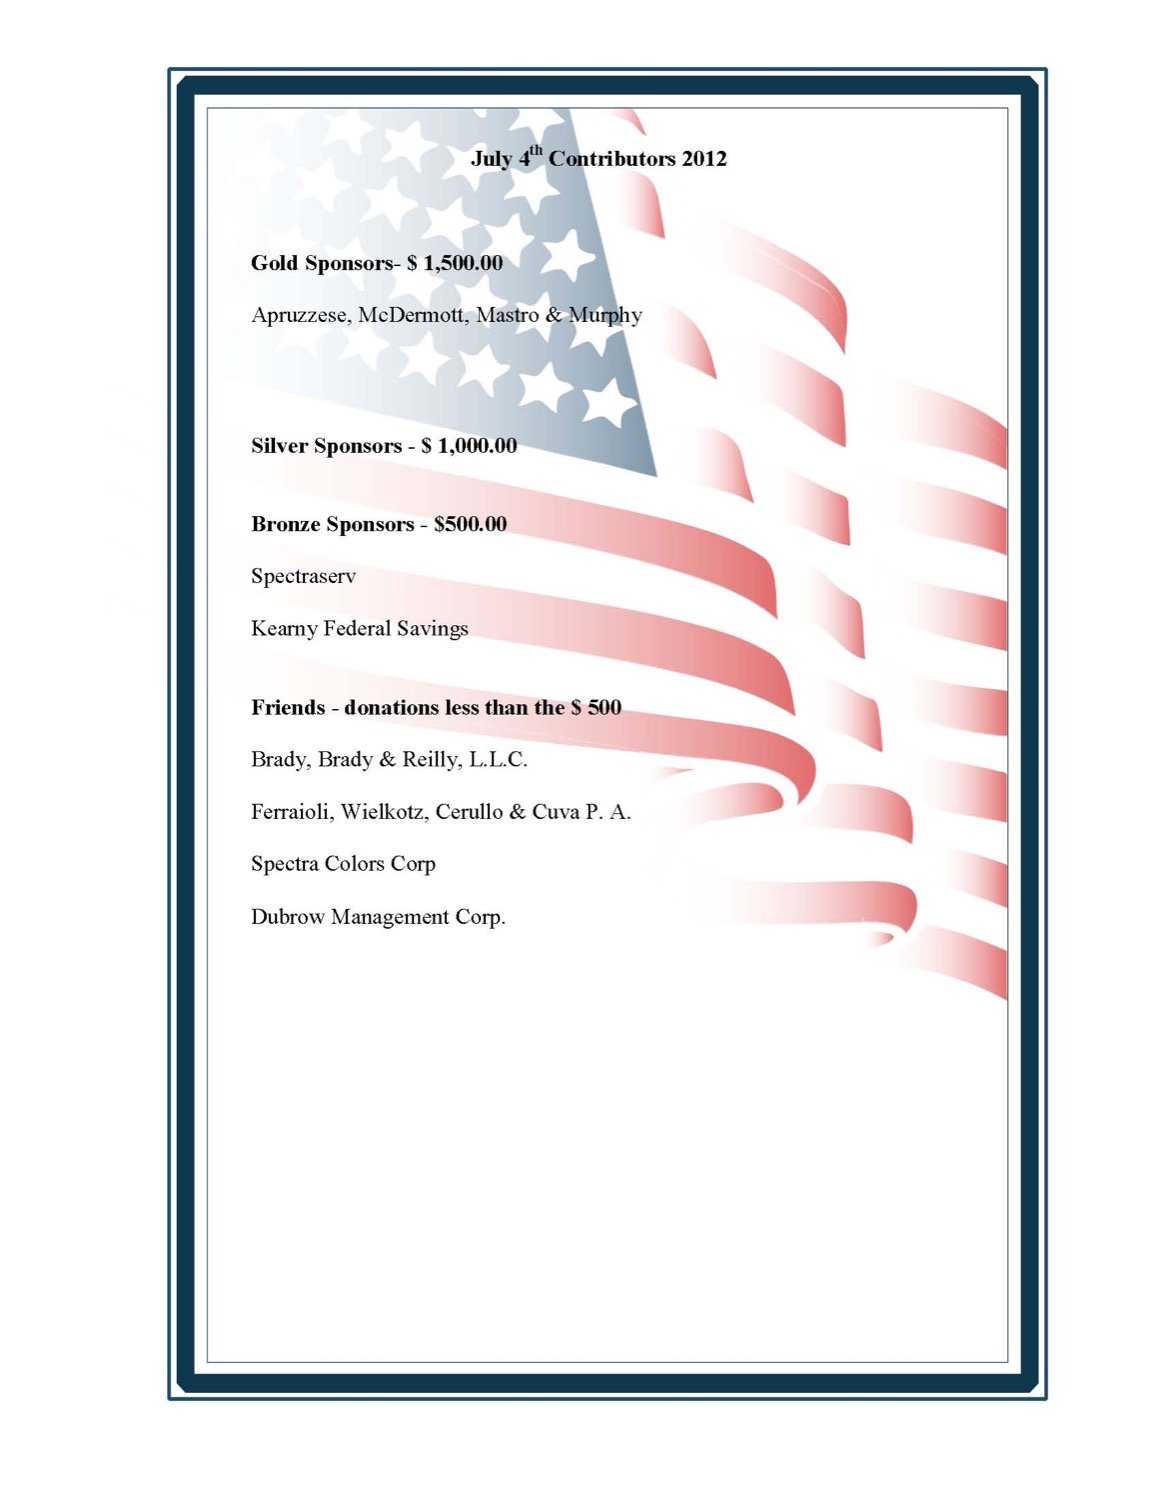 July 4th Contributors 2012
Gold Sponsors- $ 1,500.00
Apruzzese, McDermott, Mastro & Murphy
Silver Sponsors - $ 1,000.00
Bronze Sponsors - $500.00
Spectraserv
Kearny Federal Savings
Friends - donations less than the $ 500
Brady, Brady & Reilly, L.L.C.
Ferraioli, Wielkotz, Cerullo & Cuva P. A.
Spectra Colors Corp
Dubrow Management Corp.